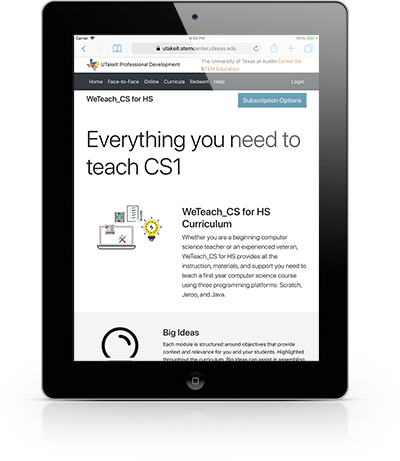 Carrier
9:55 PM
100%
utakeit.stemcenter.utexas.edu
UTakeIt Professional Development
The University of Texas at Austin Center for STEM Education
Home Face-to-Face Online Curricula Redeem Help Login
WeTeach_CS for HS
Subscription Options
Everything you need to
teach CS1
WeTeach_CS for HS
Curriculum
Whether you are a beginning computer
science teacher or an experienced veteran,
WeTeach_CS for HS provides all the
instruction, materials, and support you need to
teach a first year computer science course
using three programming platforms. Scratch,
Jeroo, and Java.
Big Ideas
Each module is structured around objectives that provide
context and relevance for you and your students. Highlighted
throughout the curriculum, Big Ideas can assist in assembling